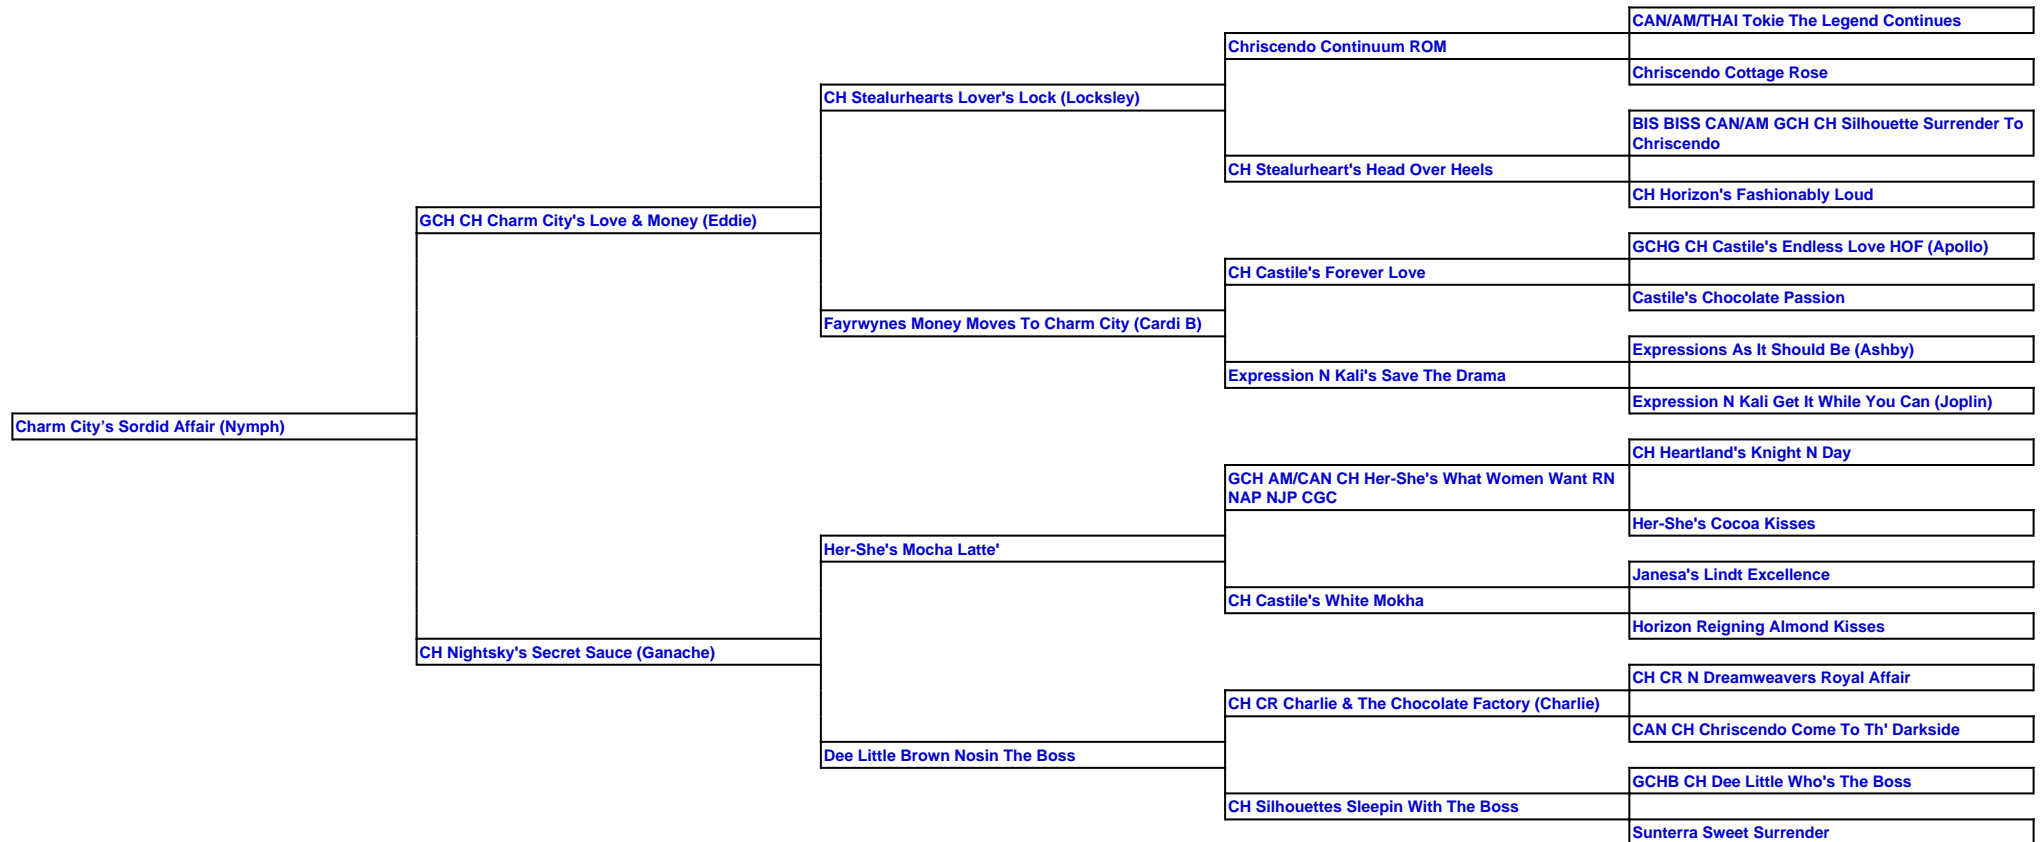 CAN/AM/THAI Tokie The Legend Continues
Chriscendo Continuum ROM
Chriscendo Cottage Rose
CH Stealurhearts Lover's Lock (Locksley)
BIS BISS CAN/AM GCH CH Silhouette Surrender To
Chriscendo
CH Stealurheart's Head Over Heels
CH Horizon's Fashionably Loud
GCH CH Charm City's Love & Money (Eddie)
GCHG CH Castile's Endless Love HOF (Apollo)
CH Castile's Forever Love
Castile's Chocolate Passion
Fayrwynes Money Moves To Charm City (Cardi B)
Expressions As It Should Be (Ashby)
Expression N Kali's Save The Drama
Expression N Kali Get It While You Can (Joplin)
Charm City’s Sordid Affair (Nymph)
CH Heartland's Knight N Day
GCH AM/CAN CH Her-She's What Women Want RN
NAP NJP CGC
Her-She's Cocoa Kisses
Her-She's Mocha Latte'
Janesa's Lindt Excellence
CH Castile's White Mokha
Horizon Reigning Almond Kisses
CH Nightsky's Secret Sauce (Ganache)
CH CR N Dreamweavers Royal Affair
CH CR Charlie & The Chocolate Factory (Charlie)
CAN CH Chriscendo Come To Th' Darkside
Dee Little Brown Nosin The Boss
GCHB CH Dee Little Who's The Boss
CH Silhouettes Sleepin With The Boss
Sunterra Sweet Surrender